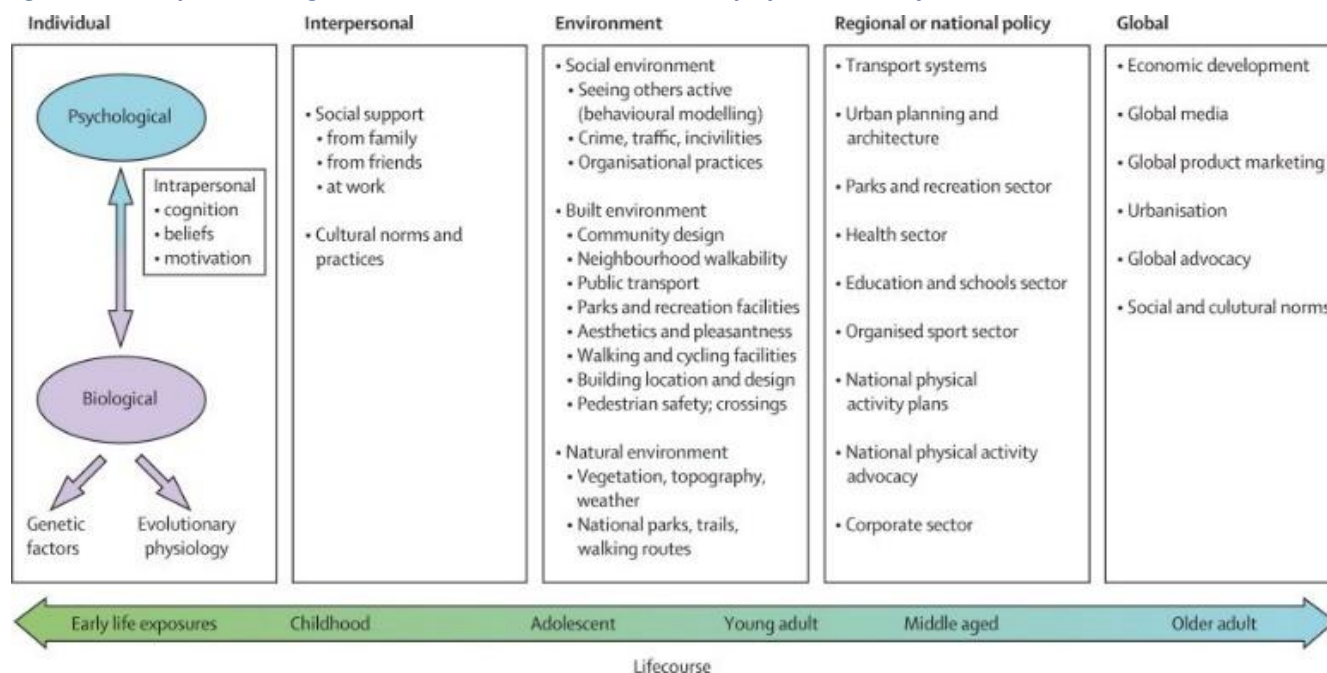 Individual
Psychological
Intrapersonal
• cognition
• beliefs
• motivation
Biological
Genetic
factors
Evolutionary
physiology
Interpersonal
• Social support
• from family
• from friends
• at work
• Cultural norms and
practices
Environment
• Social environment
• Seeing others active
(behavioural modelling)
• Crime, traffic, incivilities
• Organisational practices
• Built environment
• Community design
• Neighbourhood walkability
• Public transport
• Parks and recreation facilities
• Aesthetics and pleasantness
• Walking and cycling facilities
• Building location and design
• Pedestrian safety; crossings
• Natural environment
• Vegetation, topography,
weather
• National parks, trails,
walking routes
Regional or national policy
• Transport systems
• Urban planning and
architecture
• Parks and recreation sector
• Health sector
• Education and schools sector
• Organised sport sector
• National physical
activity plans
• National physical activity
advocacy
• Corporate sector
Global
• Economic development
• Global media
• Global product marketing
• Urbanisation
• Global advocacy
• Social and culutural norms
Early life exposures
Childhood
Adolescent
Young adult
Middle aged
Older adult
Lifecourse